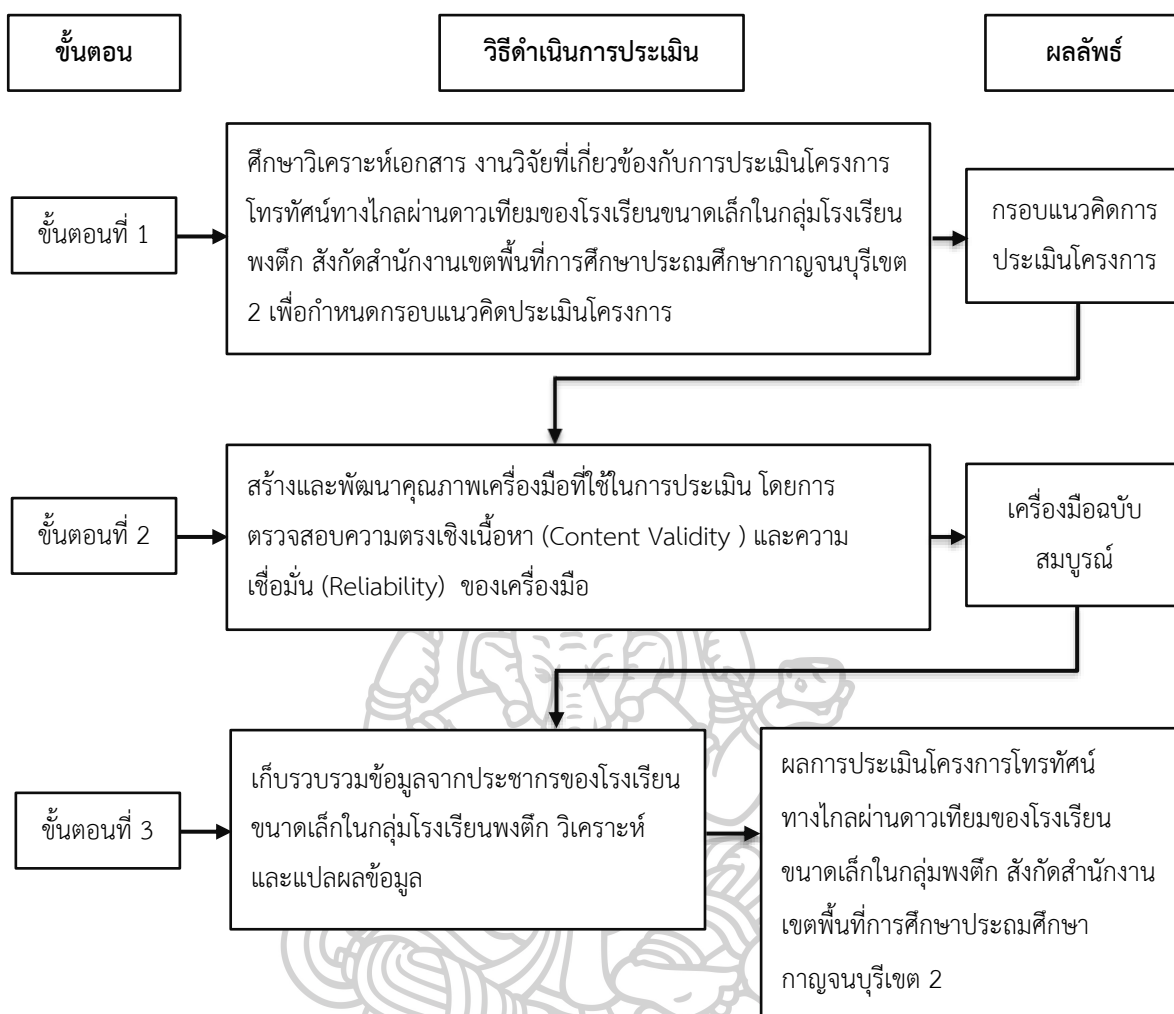 ขั้นตอน
วิธีดำเนินการประเมิน
ผลลัพธ์
ขั้นตอนที่ 1
ศึกษาวิเคราะห์เอกสาร งานวิจัยที่เกี่ยวข้องกับการประเมินโครงการ
โทรทัศน์ทางไกลผ่านดาวเทียมของโรงเรียนขนาดเล็กในกลุ่มโรงเรียน
พงตึก สังกัดสำนักงานเขตพื้นที่การศึกษาประถมศึกษากาญจนบุรีเขต
2 เพื่อกำหนดกรอบแนวคิดประเมินโครงการ
กรอบแนวคิดการ
ประเมินโครงการ
ขั้นตอนที่ 2
สร้างและพัฒนาคุณภาพเครื่องมือที่ใช้ในการประเมิน โดยการ
ตรวจสอบความตรงเชิงเนื้อหา (Content Validity ) และความ
เชื่อมั่น (Reliability) ของเครื่องมือ
เครื่องมือฉบับ
สมบูรณ์
ขั้นตอนที่ 3
เก็บรวบรวมข้อมูลจากประชากรของโรงเรียน
ขนาดเล็กในกลุ่มโรงเรียนพงตึก วิเคราะห์
และแปลผลข้อมูล
ผลการประเมินโครงการโทรทัศน์
ทางไกลผ่านดาวเทียมของโรงเรียน
ขนาดเล็กในกลุ่มพงตึก สังกัดสำนักงาน
เขตพื้นที่การศึกษาประถมศึกษา
กาญจนบุรีเขต 2